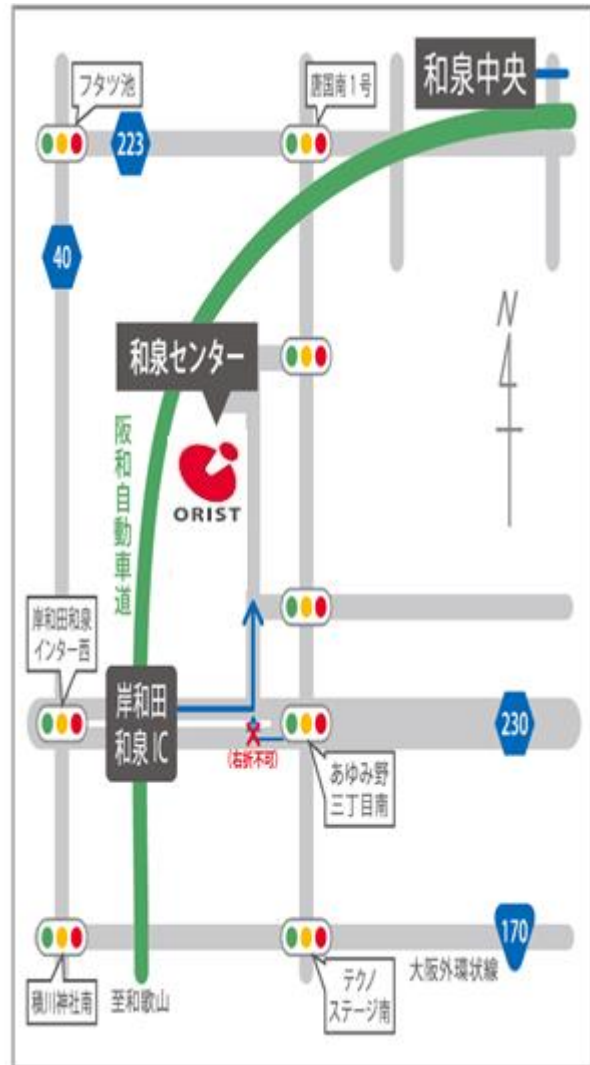 フタツ池
唐国南1号
和泉中央
223
40
N
和泉センター
阪和自動車道
ORIST
岸和田和泉
インター西
岸和田
和泉IC
230
(右折不可)
あゆみ野
三丁目南
170
大阪外環状線
積川神社南
至和歌山
テクノ
ステージ南